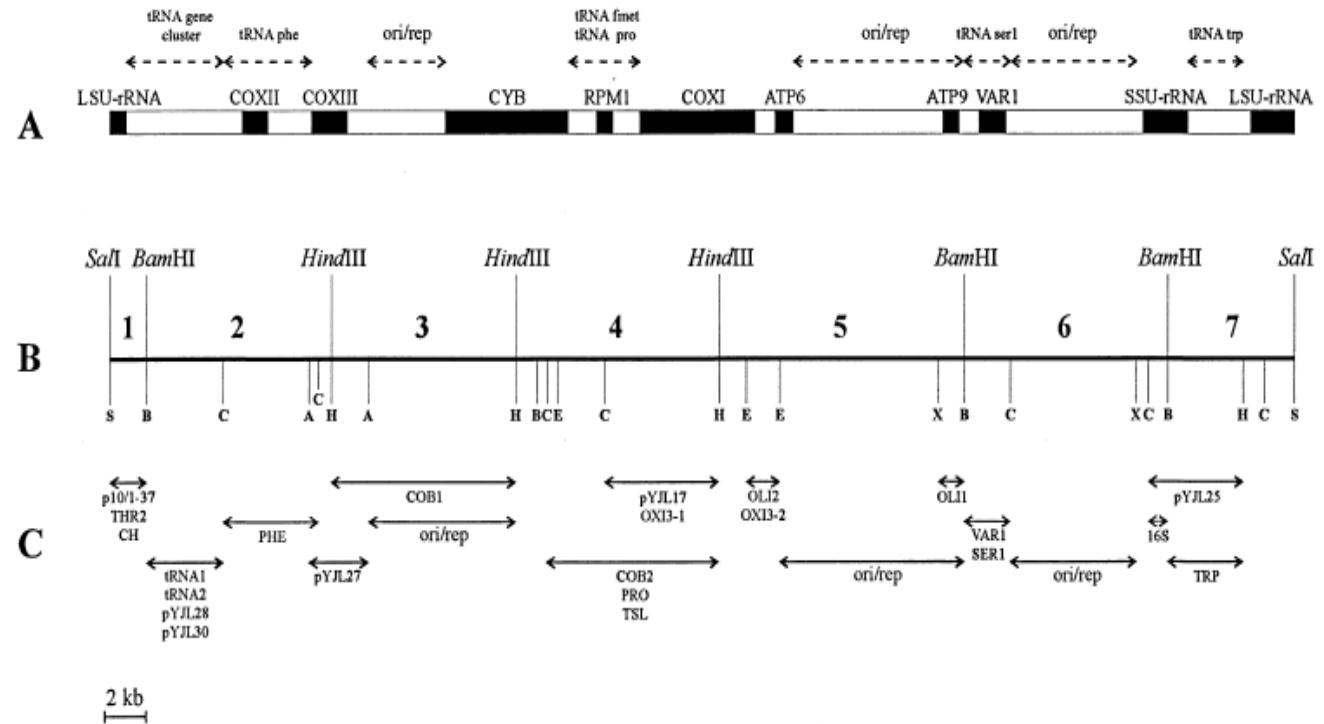 tRNA gene
cluster
tRNA phe
ori/rep
tRNA fmet
tRNA pro
ori/rep
tRNA ser1
ori/rep
tRNA trp
LSU-rRNA COXII COXIII CYB RPM1 COXI ATP6 ATP9 VAR1 SSU-rRNA LSU-rRNA
A
SalI BamHI HindIII HindIII HindIII BamHI BamHI SalI
1 2 3 4 5 6 7
B
C
S B C A H A H B C E C H E E X B C X C B H C S
p10/1-37
THR2
CH
COB1
pYJL17
OXI3-1
OLI2
OXI3-2
OLI1
pYJL25
C
PHE
ori/rep
VAR1
SER1
16S
tRNA1
tRNA2
pYJL28
pYJL30
pYJL27
COB2
PRO
TSL
ori/rep
ori/rep
TRP
2 kb